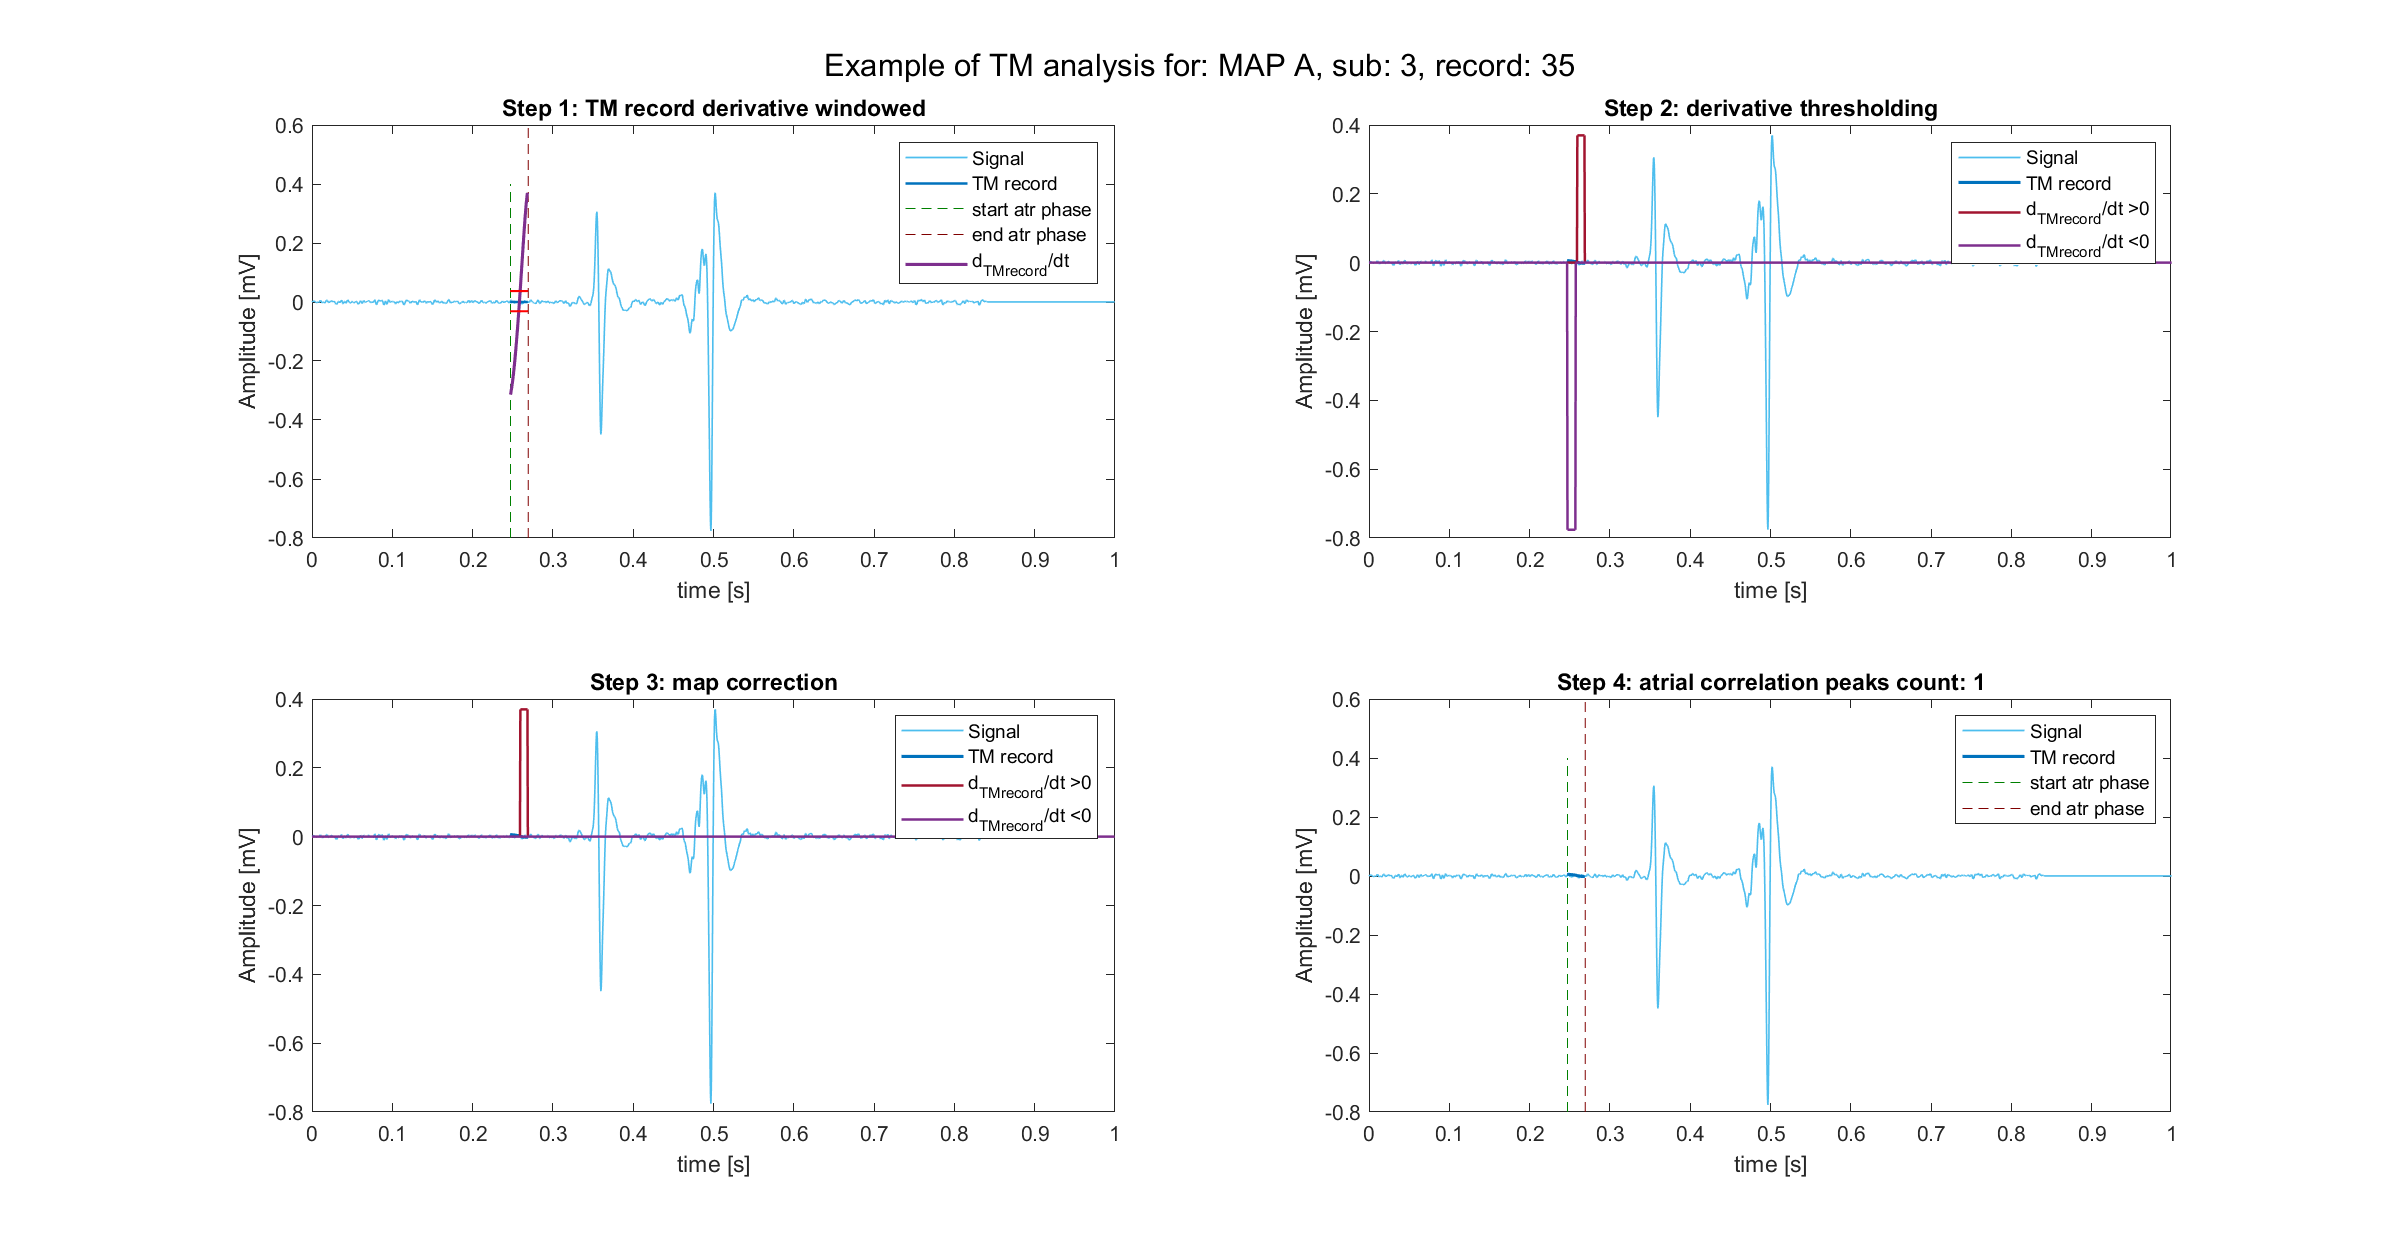 Example of TM analysis for: MAP A, sub: 3, record: 35
Step 1: TM record derivative windowed
0.6
0.4
0.2
0
-0.2
-0.4
-0.6
-0.8
Amplitude [mV]
0 0.1 0.2 0.3 0.4 0.5 0.6 0.7 0.8 0.9 1
time [s]
Signal
TM record
start atr phase
end atr phase
dTMrecord/dt
Step 2: derivative thresholding
0.4
0.2
0
-0.2
-0.4
-0.6
-0.8
Amplitude [mV]
0 0.1 0.2 0.3 0.4 0.5 0.6 0.7 0.8 0.9 1
time [s]
Signal
TM record
dTMrecord/dt >0
dTMrecord/dt <0
Step 3: map correction
0.4
0.2
0
-0.2
-0.4
-0.6
-0.8
Amplitude [mV]
0 0.1 0.2 0.3 0.4 0.5 0.6 0.7 0.8 0.9 1
time [s]
Signal
TM record
dTMrecord/dt >0
dTMrecord/dt <0
Step 4: atrial correlation peaks count: 1
0.6
0.4
0.2
0
-0.2
-0.4
-0.6
-0.8
Amplitude [mV]
0 0.1 0.2 0.3 0.4 0.5 0.6 0.7 0.8 0.9 1
time [s]
Signal
TM record
start atr phase
end atr phase